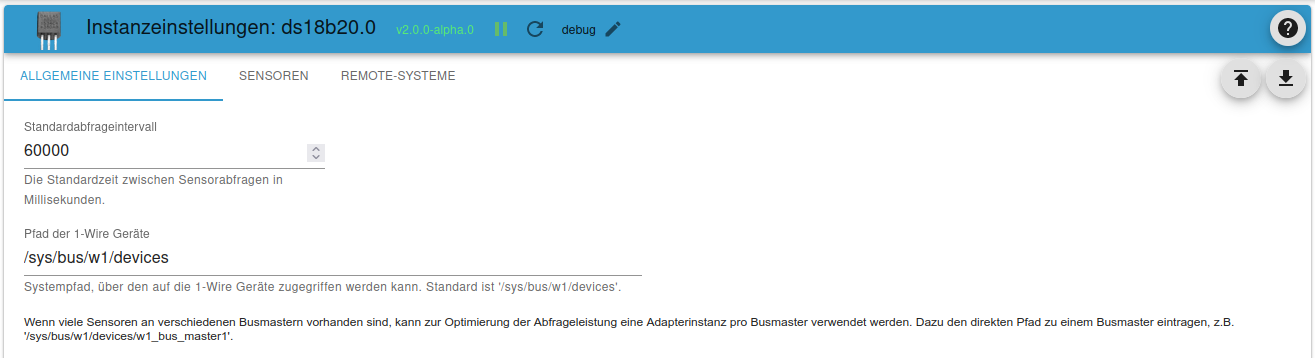 Instanzeinstellungen: ds18b20.0 v2.0.0-alpha.0 debug
ALLGEMEINE EINSTELLUNGEN SENSOREN REMOTE-SYSTEME
Standardabfrageintervall
60000
Die Standardzeit zwischen Sensorabfragen in
Millisekunden.
Pfad der 1-Wire Geräte
/sys/bus/w1/devices
Systempfad, über den auf die 1-Wire Geräte zugegriffen werden kann. Standard ist '/sys/bus/w1/devices'.
Wenn viele Sensoren an verschiedenen Busmastern vorhanden sind, kann zur Optimierung der Abfrageleistung eine Adapterinstanz pro Busmaster verwendet werden. Dazu den direkten Pfad zu einem Busmaster eintragen, z.B.
'/sys/bus/w1/devices/w1_bus_master1'.